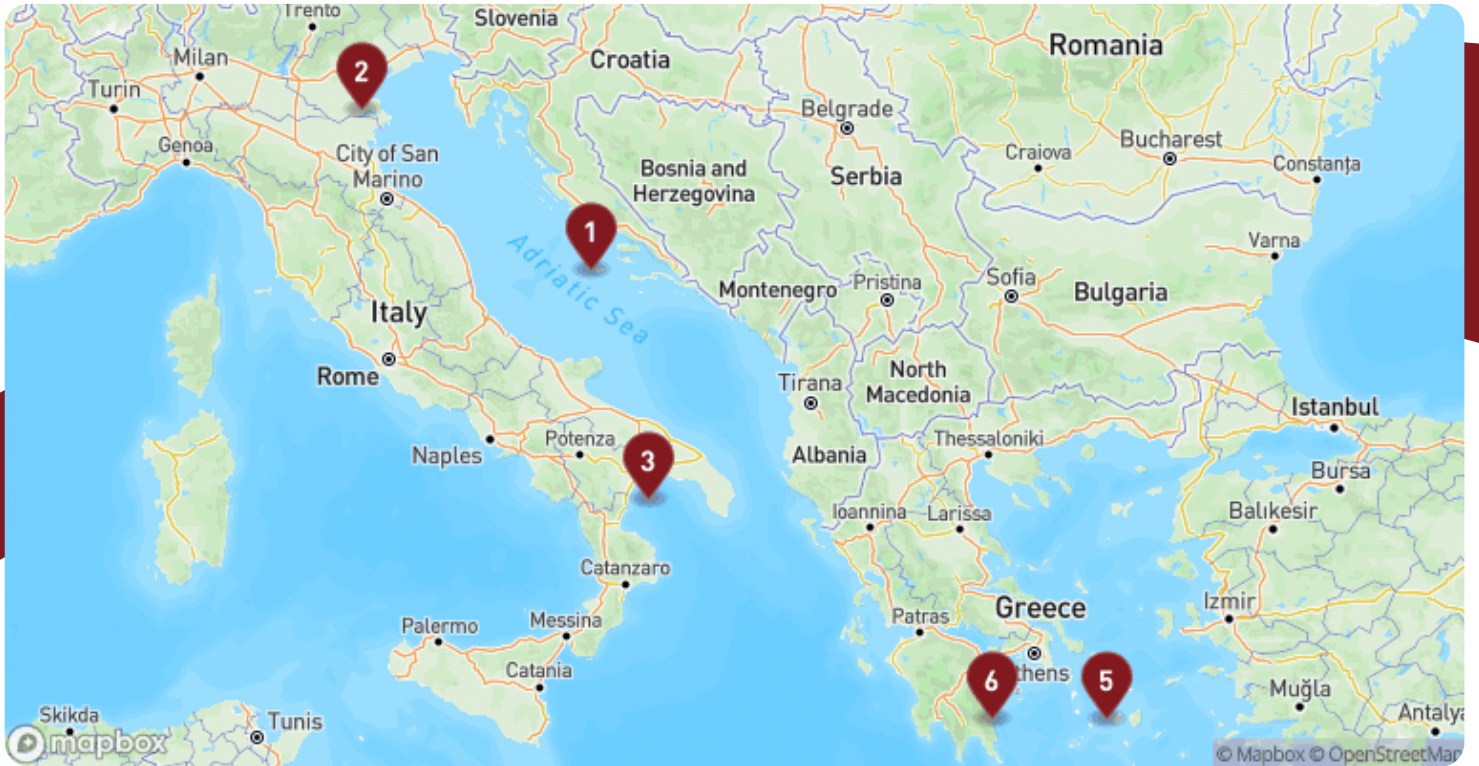 Trento
Slovenia
Milan
2
Croatia
Romania
Turin
Belgrade
Genoa
City of San
Marino
Bosnia and
Herzegovina
Serbia
Craiova
Bucharest
Constanța
1
Adriatic Sea
Varna
Italy
Montenegro
Pristina
Sofia
Bulgaria
Rome
Tirana
North
Macedonia
Istanbul
Naples
Potenza
3
Albania
Thessaloniki
Bursa
Ioannina
Larissa
Balıkesir
Catanzaro
Palermo
Messina
Patras
Greece
Izmir
Catania
6
thens
5
Muğla
Skikda
Tunis
Antalya
mapbox
© Mapbox © OpenStreetMap